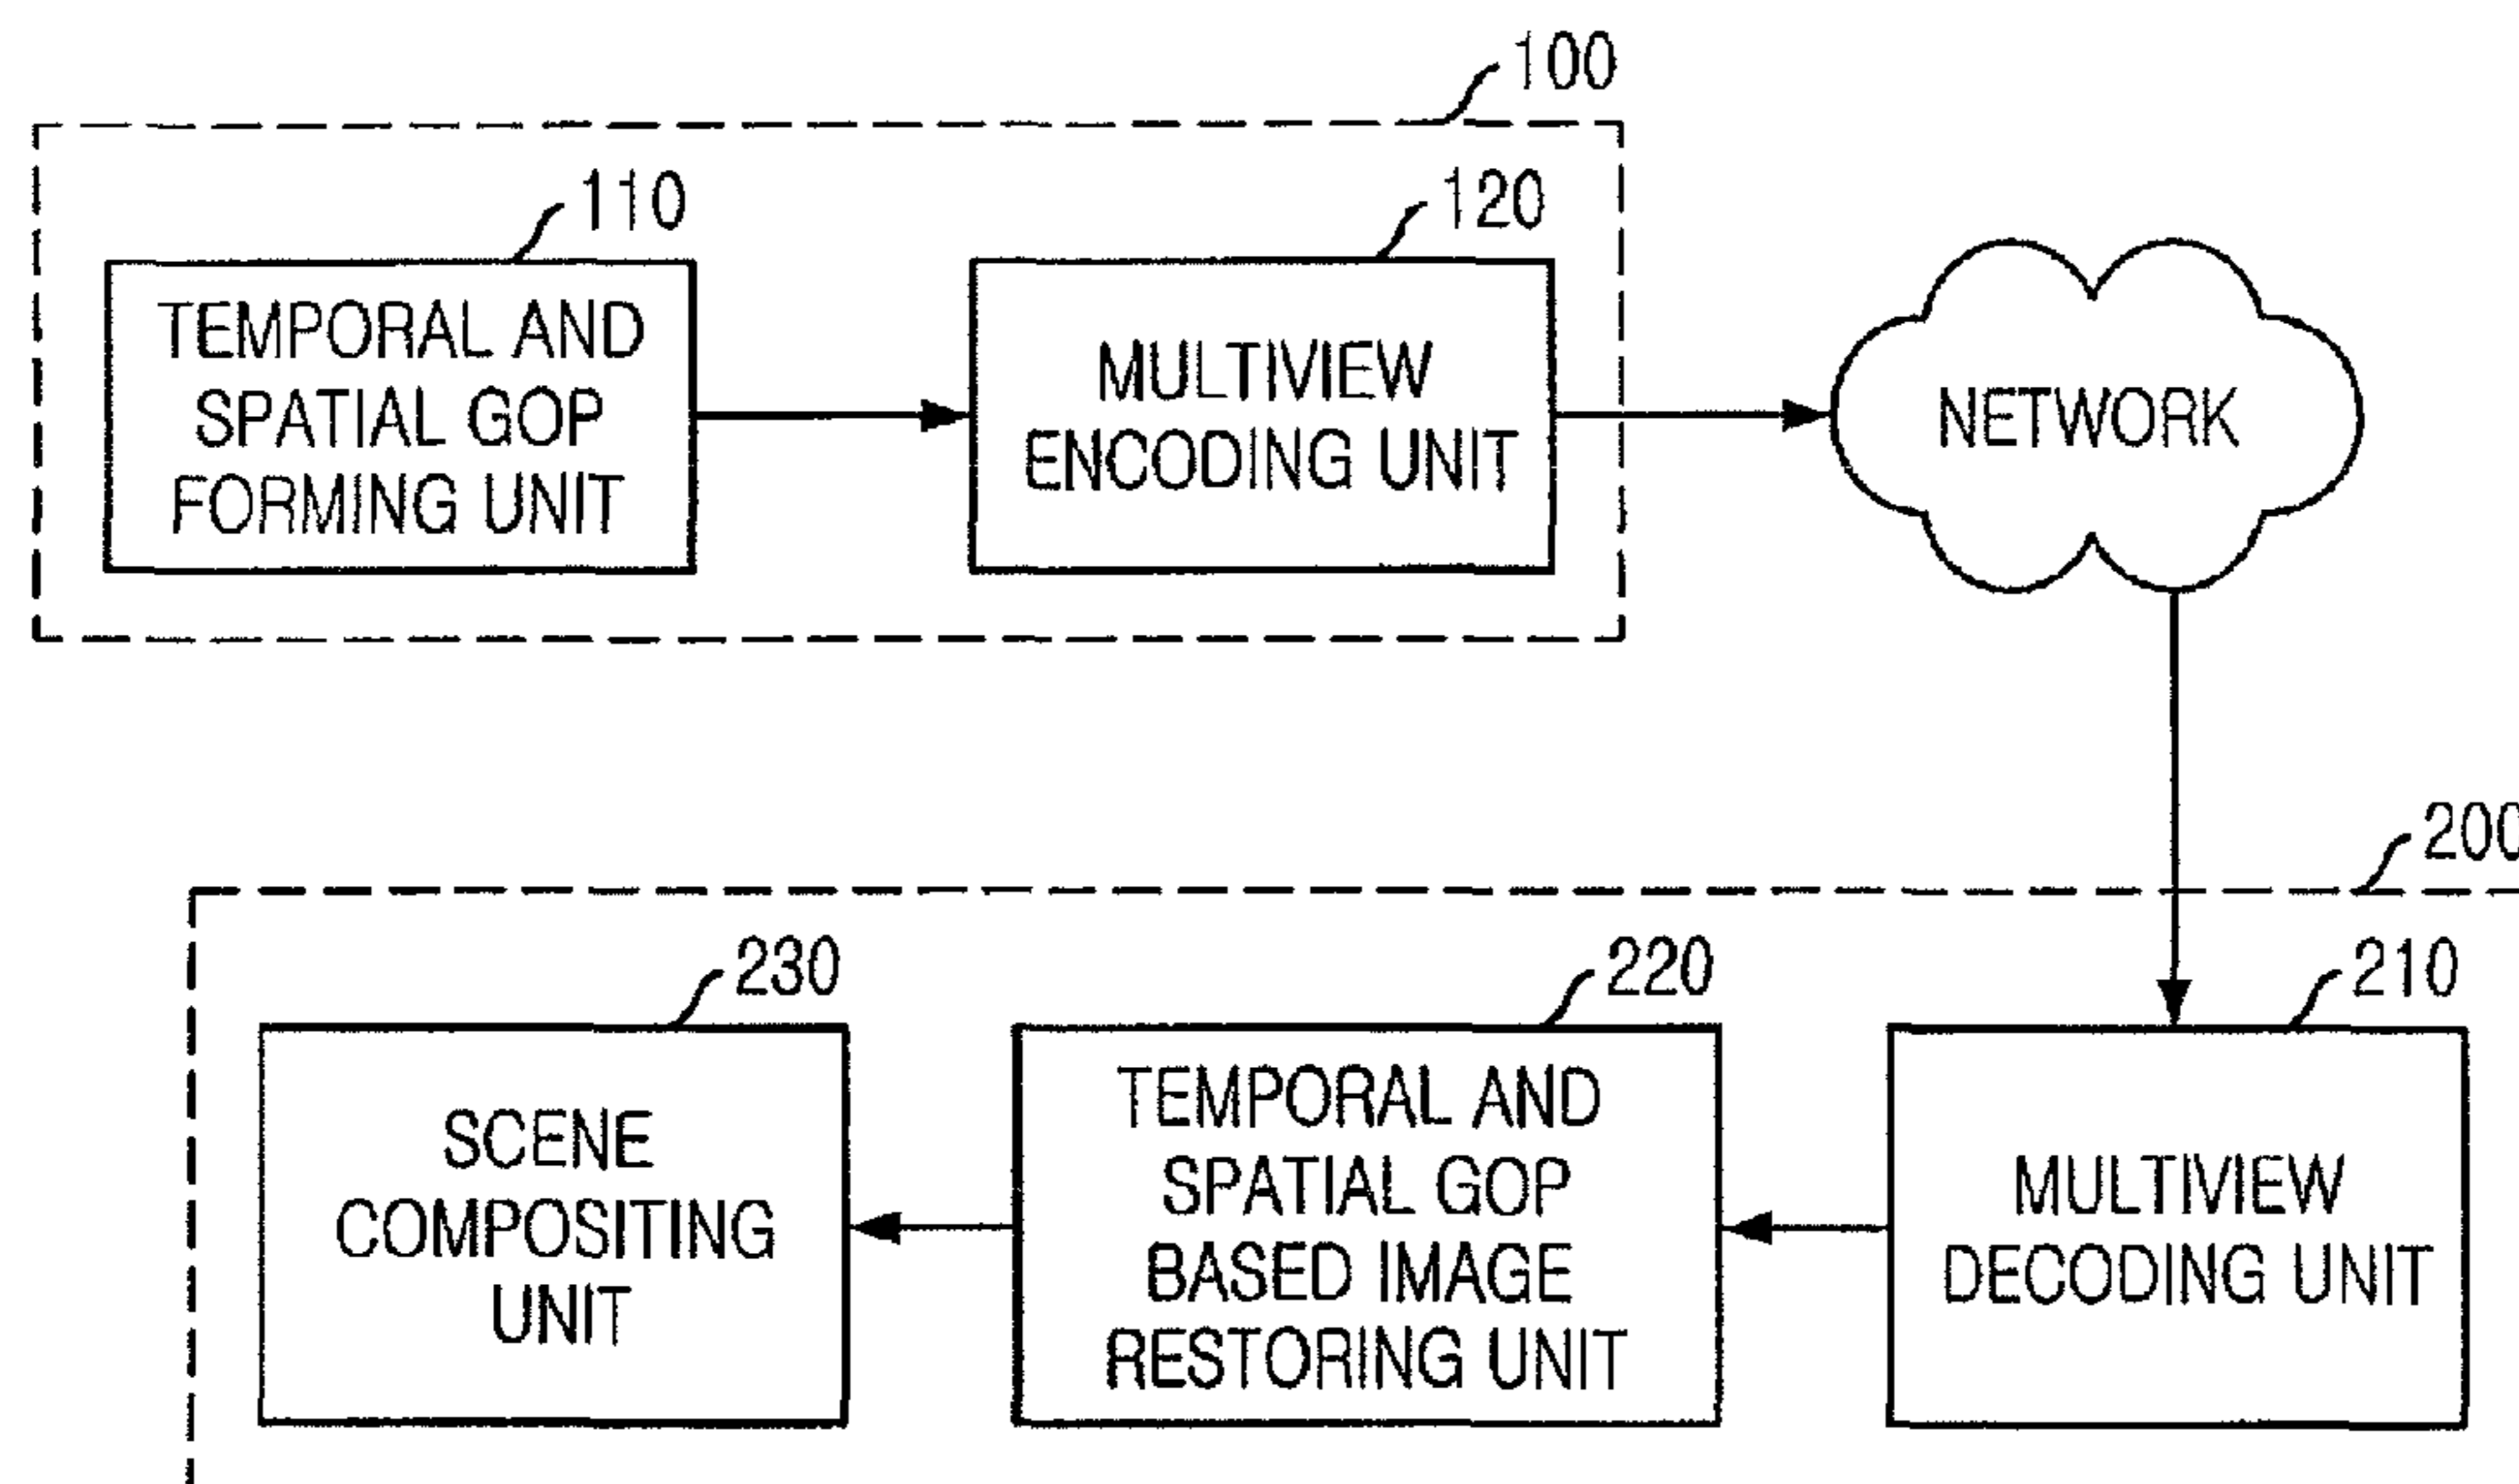 100
110
120
TEMPORAL AND
SPATIAL GOP
FORMING UNIT
MULTIVIEW
ENCODING UNIT
NETWORK
200
230
220
210
SCENE
COMPOSITING
UNIT
TEMPORAL AND
SPATIAL GOP
BASED IMAGE
RESTORING UNIT
MULTIVIEW
DECODING UNIT